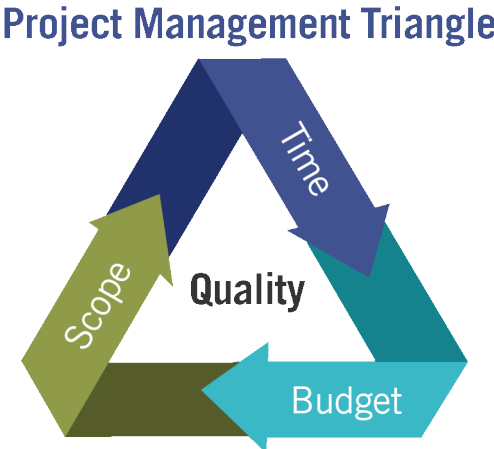 Project Management Triangle
Time
Quality
Scope
Budget